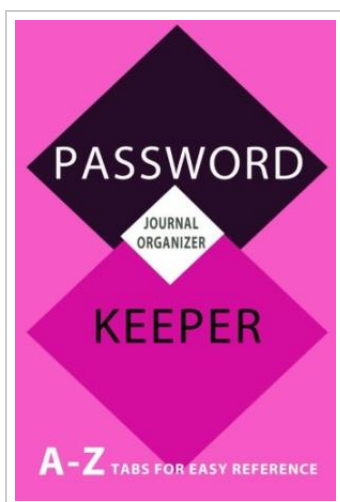 PASSWORD
JOURNAL
ORGANIZER
KEEPER
A-Z TABS FOR EASY REFERENCE